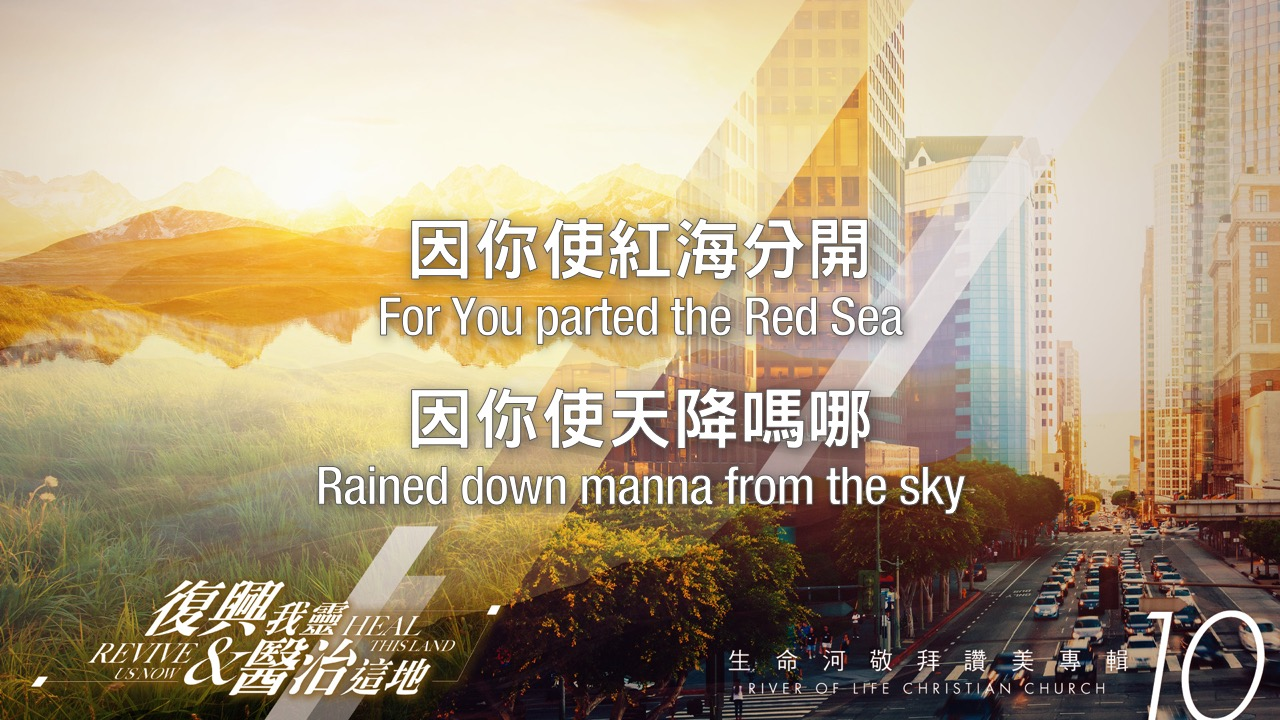 因你使紅海分開
For You parted the Red Sea
因你使天降嗎哪
Rained down manna from the sky
復興我靈 HEAL
REVIVE THIS LAND
US NOW & 醫治這地
生命河敬拜讚美專輯 10
RIVER OF LIFE CHRISTIAN CHURCH